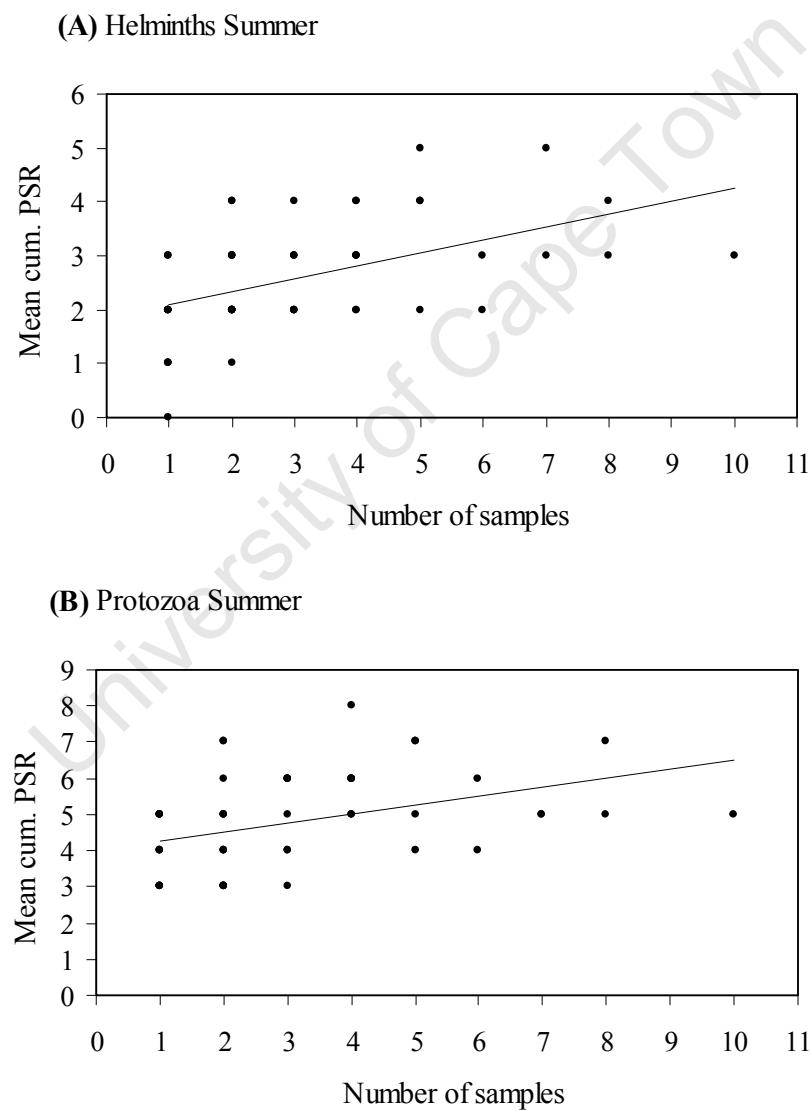 (A) Helminths Summer
6
5
4
3
2
1
0
Mean cum. PSR
0 1 2 3 4 5 6 7 8 9 10 11
Number of samples
(B) Protozoa Summer
9
8
7
6
5
4
3
2
1
0
Mean cum. PSR
0 1 2 3 4 5 6 7 8 9 10 11
Number of samples
University of Cape Town